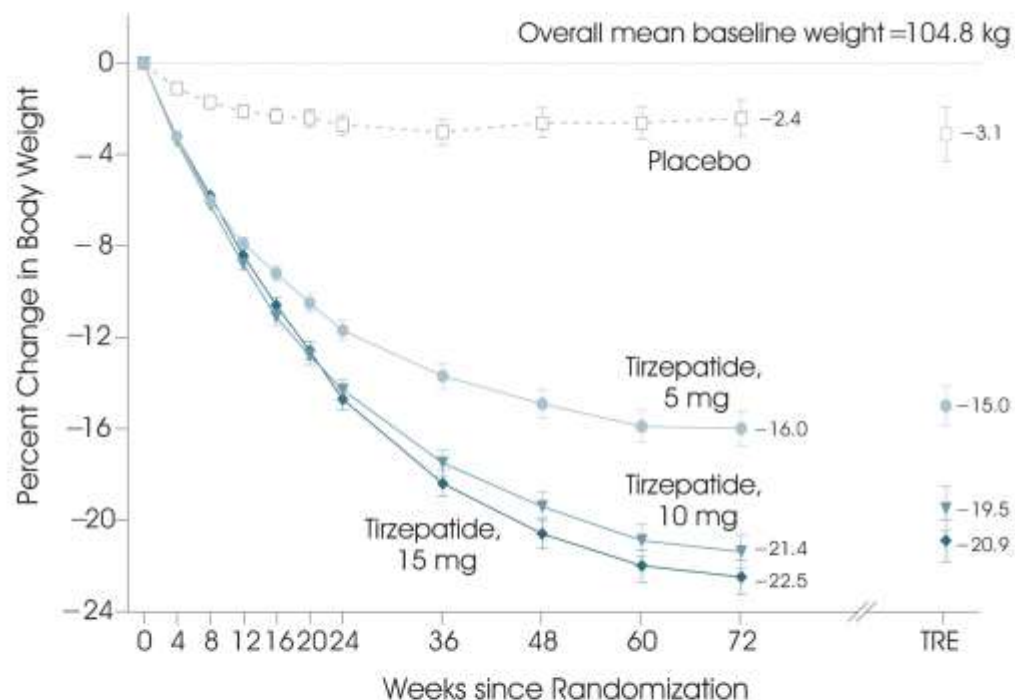 Overall mean baseline weight =104.8 kg
Percent Change in Body Weight
0
−4
−8
−12
−16
−20
−24
−2.4
Placebo
−3.1
Tirzepatide,
5 mg
−16.0
−15.0
Tirzepatide,
10 mg
−21.4
−19.5
Tirzepatide,
15 mg
−22.5
−20.9
0 4 8 12 16 20 24 36 48 60 72 TRE
Weeks since Randomization